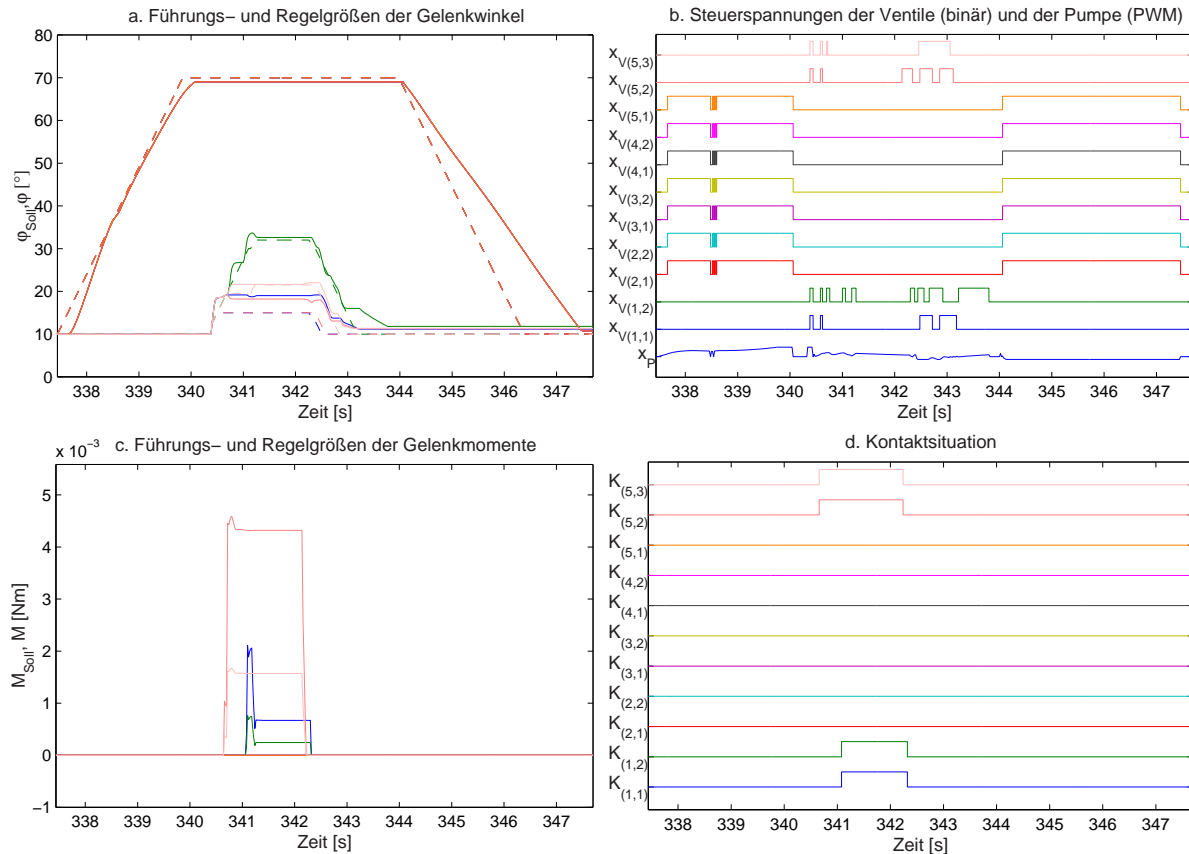 a. Führungs– und Regelgrößen der Gelenkwinkel
80
70
60
50
40
30
20
10
0
φSoll,φ [°]
338 339 340 341 342 343 344 345 346 347
Zeit [s]
b. Steuerspannungen der Ventile (binär) und der Pumpe (PWM)
xV(5,3)
xV(5,2)
xV(5,1)
xV(4,2)
xV(4,1)
xV(3,2)
xV(3,1)
xV(2,2)
xV(2,1)
xV(1,2)
xV(1,1)
xP
338 339 340 341 342 343 344 345 346 347
Zeit [s]
c. Führungs– und Regelgrößen der Gelenkmomente
x 10−3
5
4
3
2
1
0
−1
MSoll, M [Nm]
338 339 340 341 342 343 344 345 346 347
Zeit [s]
d. Kontaktsituation
K(5,3)
K(5,2)
K(5,1)
K(4,2)
K(4,1)
K(3,2)
K(3,1)
K(2,2)
K(2,1)
K(1,2)
K(1,1)
338 339 340 341 342 343 344 345 346 347
Zeit [s]